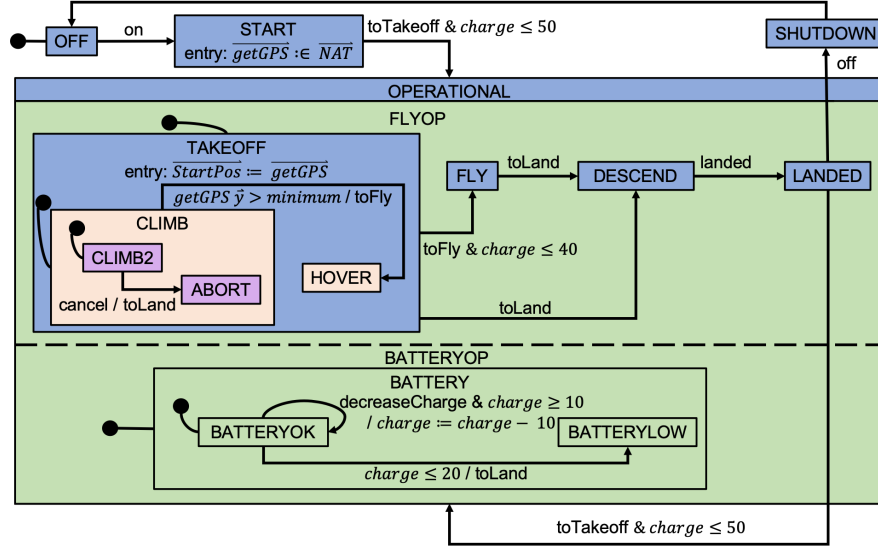 OFF
on
START
entry: getGPS :∈ NAT
toTakeoff & charge ≤ 50
SHUTDOWN
off
OPERATIONAL
FLYOP
TAKEOFF
entry: StartPos ≔ getGPS
getGPS y⃗ > minimum / toFly
CLIMB
CLIMB2
ABORT
cancel / toLand
HOVER
FLY
toLand
DESCEND
landed
LANDED
toFly & charge ≤ 40
toLand
BATTERYOP
BATTERY
decreaseCharge & charge ≥ 10
/ charge ≔ charge − 10
BATTERYOK
BATTERYLOW
charge ≤ 20 / toLand
toTakeoff & charge ≤ 50